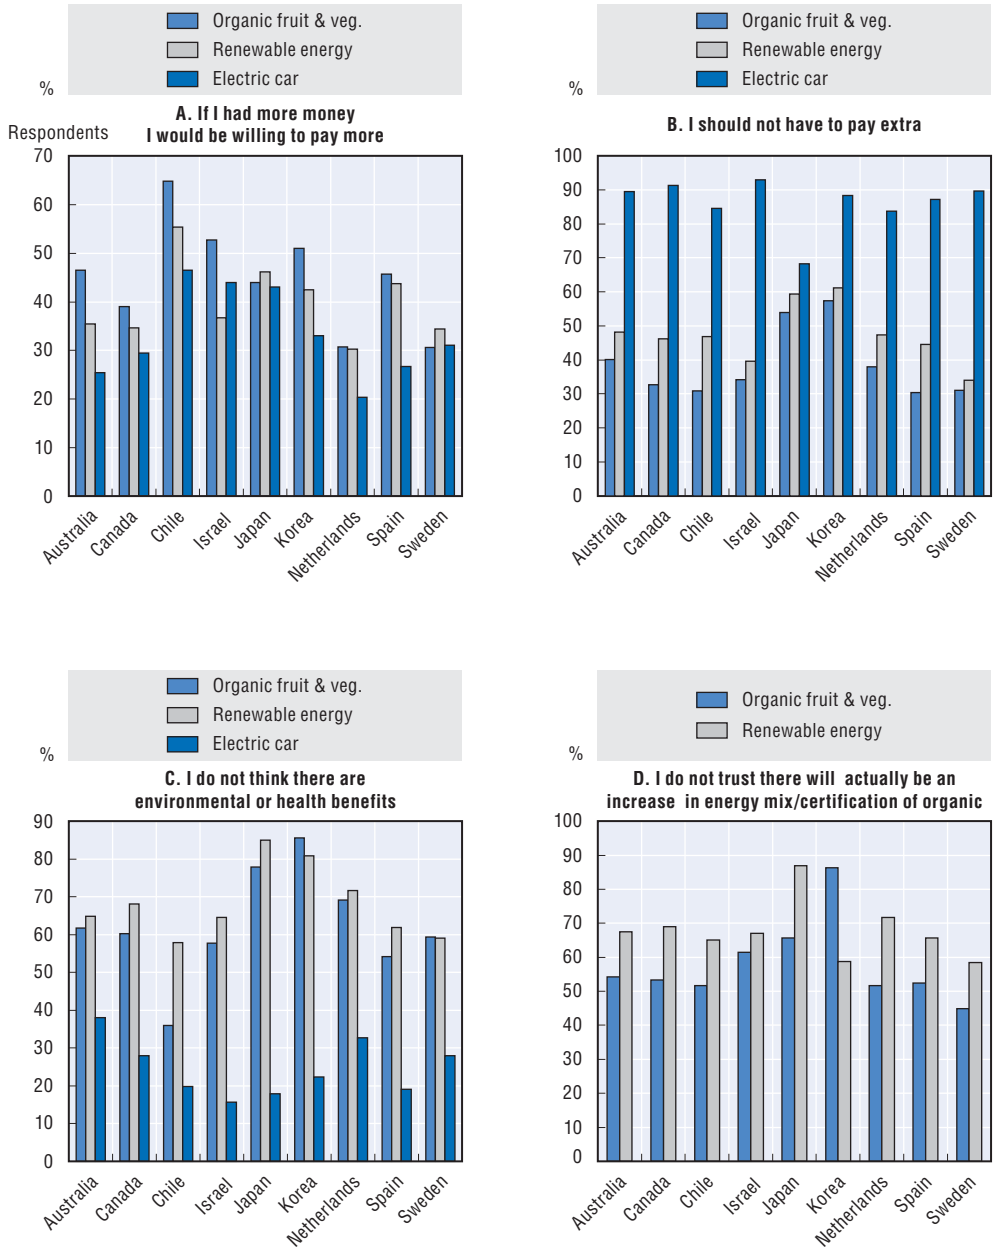 Organic fruit & veg.
Renewable energy
Electric car
%
A. If I had more money
I would be willing to pay more
Respondents
70
60
50
40
30
20
10
0
Australia
Canada
Chile
Israel
Japan
Korea
Netherlands
Spain
Sweden
Organic fruit & veg.
Renewable energy
Electric car
%
B. I should not have to pay extra
100
90
80
70
60
50
40
30
20
10
0
Australia
Canada
Chile
Israel
Japan
Korea
Netherlands
Spain
Sweden
Organic fruit & veg.
Renewable energy
Electric car
%
C. I do not think there are
environmental or health benefits
90
80
70
60
50
40
30
20
10
0
Australia
Canada
Chile
Israel
Japan
Korea
Netherlands
Spain
Sweden
Organic fruit & veg.
Renewable energy
%
D. I do not trust there will actually be an
increase in energy mix/certification of organic
100
90
80
70
60
50
40
30
20
10
0
Australia
Canada
Chile
Israel
Japan
Korea
Netherlands
Spain
Sweden